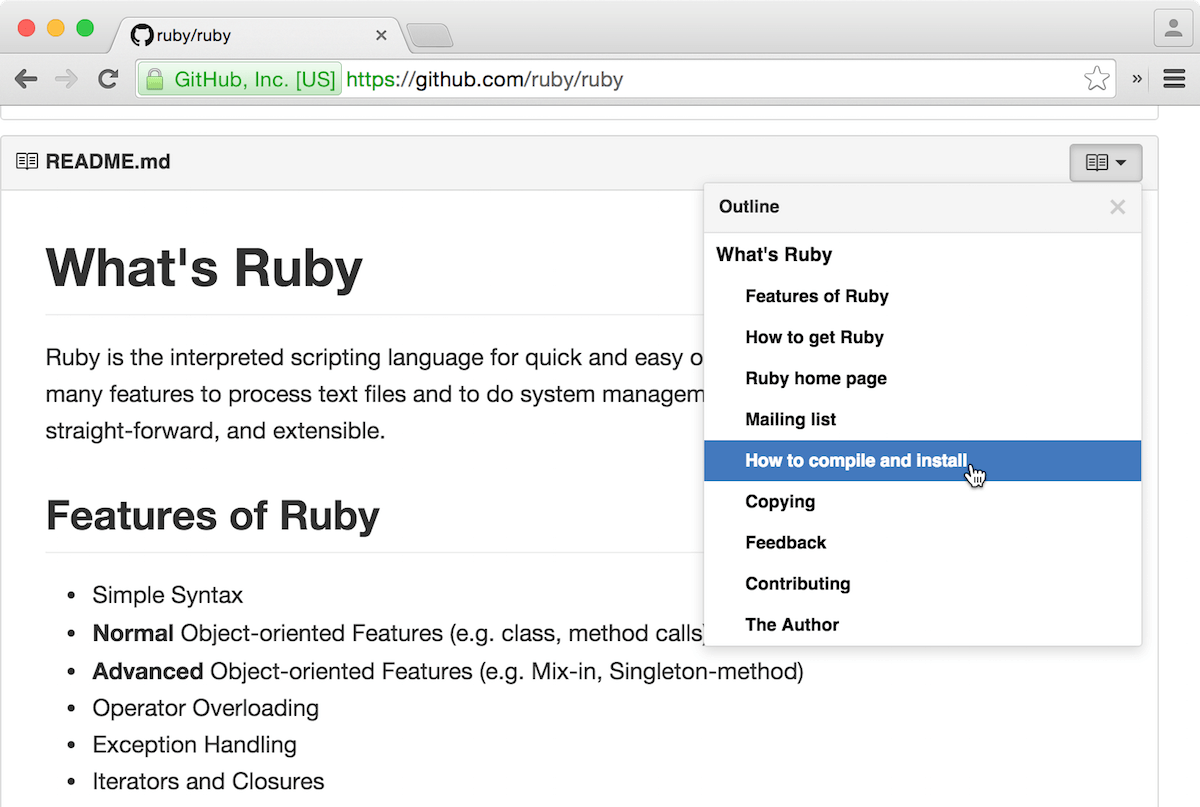 ruby/ruby
GitHub, Inc. [US] https://github.com/ruby/ruby
README.md
What's Ruby
Ruby is the interpreted scripting language for quick and easy o
many features to process text files and to do system managem
straight-forward, and extensible.
Features of Ruby
• Simple Syntax
• Normal Object-oriented Features (e.g. class, method calls)
• Advanced Object-oriented Features (e.g. Mix-in, Singleton-method)
• Operator Overloading
• Exception Handling
• Iterators and Closures
Outline
What's Ruby
Features of Ruby
How to get Ruby
Ruby home page
Mailing list
How to compile and install
Copying
Feedback
Contributing
The Author